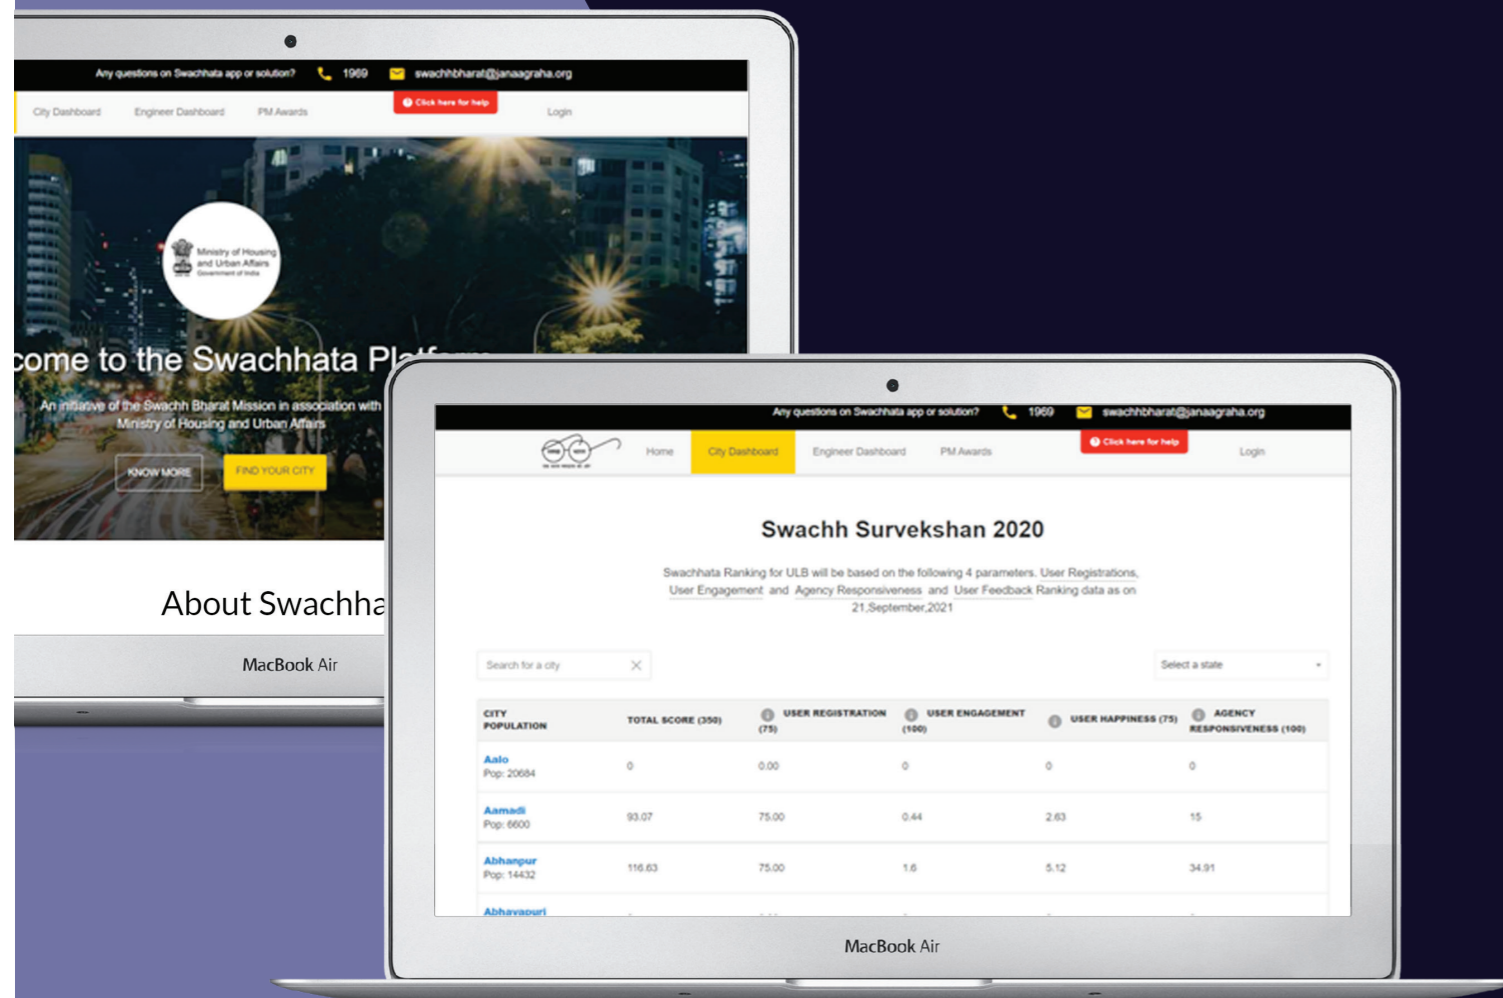 Any questions on Swachhata app or solution? 1969 swachhbharat@janaagraha.org
City Dashboard Engineer Dashboard PM Awards Click here for help Login
Ministry of Housing
and Urban Affairs
Government of India
come to the Swachhata Platform
An initiative of the Swachh Bharat Mission in association with
Ministry of Housing and Urban Affairs
KNOW MORE FIND YOUR CITY
About Swachha
MacBook Air
Any questions on Swachhata app or solution? 1969 swachhbharat@janaagraha.org
Home City Dashboard Engineer Dashboard PM Awards Click here for help Login
Swachh Survekshan 2020
Swachhata Ranking for ULB will be based on the following 4 parameters. User Registrations,
User Engagement and Agency Responsiveness and User Feedback Ranking data as on
21,September,2021
Search for a city Select a state
CITY
POPULATION TOTAL SCORE (350) USER REGISTRATION
(75) USER ENGAGEMENT
(100) USER HAPPINESS (75) AGENCY
RESPONSIVENESS (100)
Aalo
Pop: 20684 0 0.00 0 0 0
Aamadi
Pop: 6600 93.07 75.00 0.44 2.63 15
Abhanpur
Pop: 14432 116.63 75.00 1.6 5.12 34.91
Abhayapuri
MacBook Air